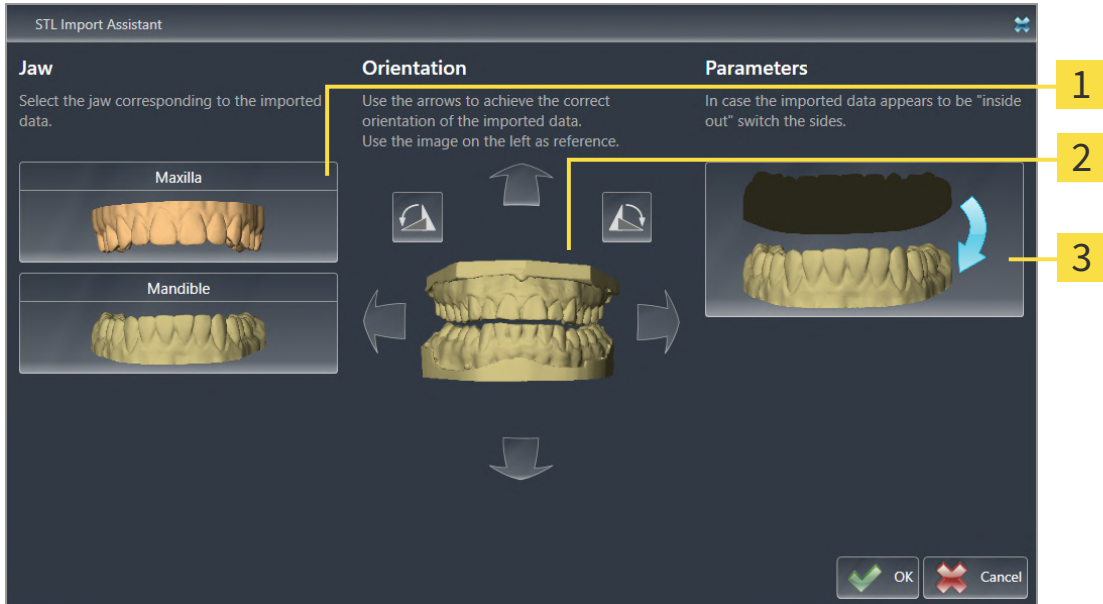 STL Import Assistant
Jaw
Select the jaw corresponding to the imported
data.
Maxilla
Mandible
Orientation
Use the arrows to achieve the correct
orientation of the imported data.
Use the image on the left as reference.
Parameters
In case the imported data appears to be "inside
out" switch the sides.
1
2
3
OK
Cancel